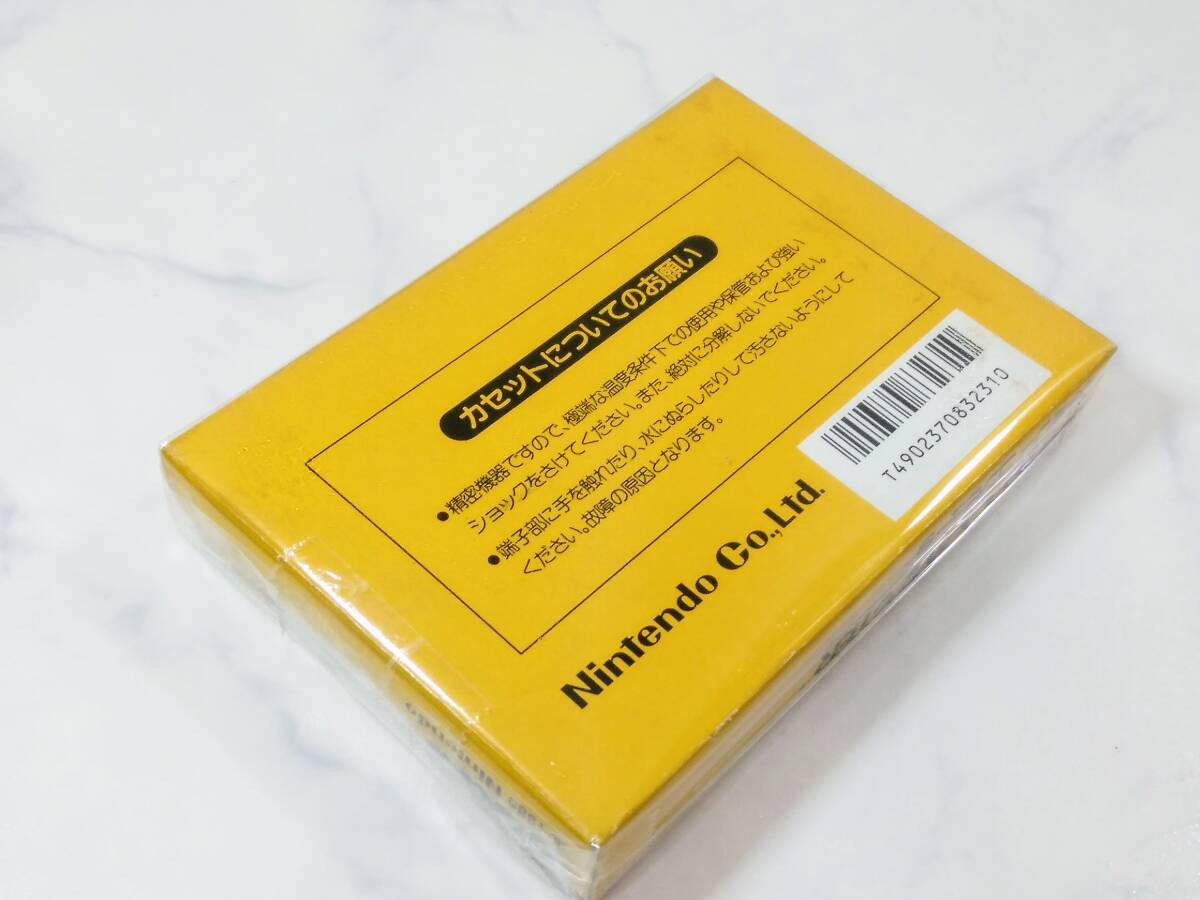 カセットについてのお願い
●精密機器ですので、極端な温度条件下での使用や保管および強い
ショックをさけてください。また、絶対に分解しないでください。
●端子部に手を触れたり、水にぬらしたりして汚さないようにして
ください。故障の原因となります。
Nintendo Co.,Ltd.
T4902370832310
Nintendo